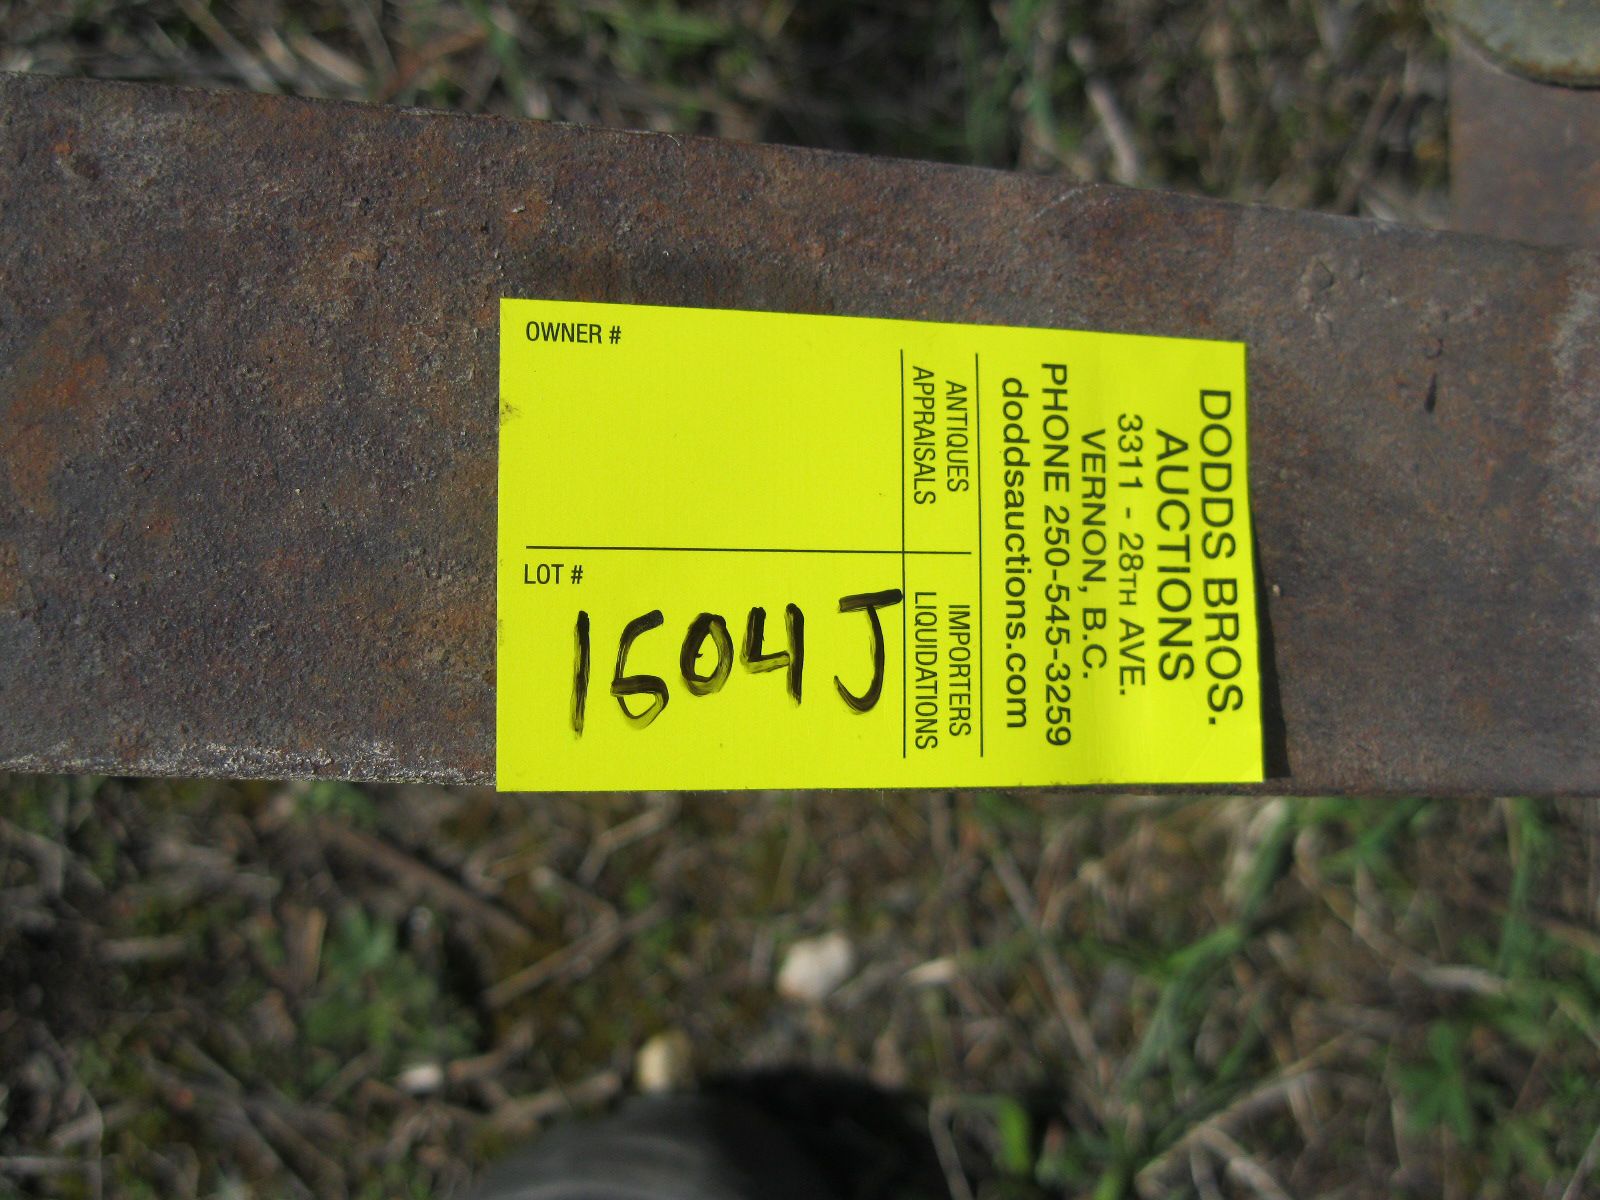 DODDS BROS.
AUCTIONS
3311 - 28TH AVE.
VERNON, B.C.
PHONE 250-545-3259
doddsauctions.com
ANTIQUES IMPORTERS
APPRAISALS LIQUIDATIONS
OWNER #
LOT #
1504J